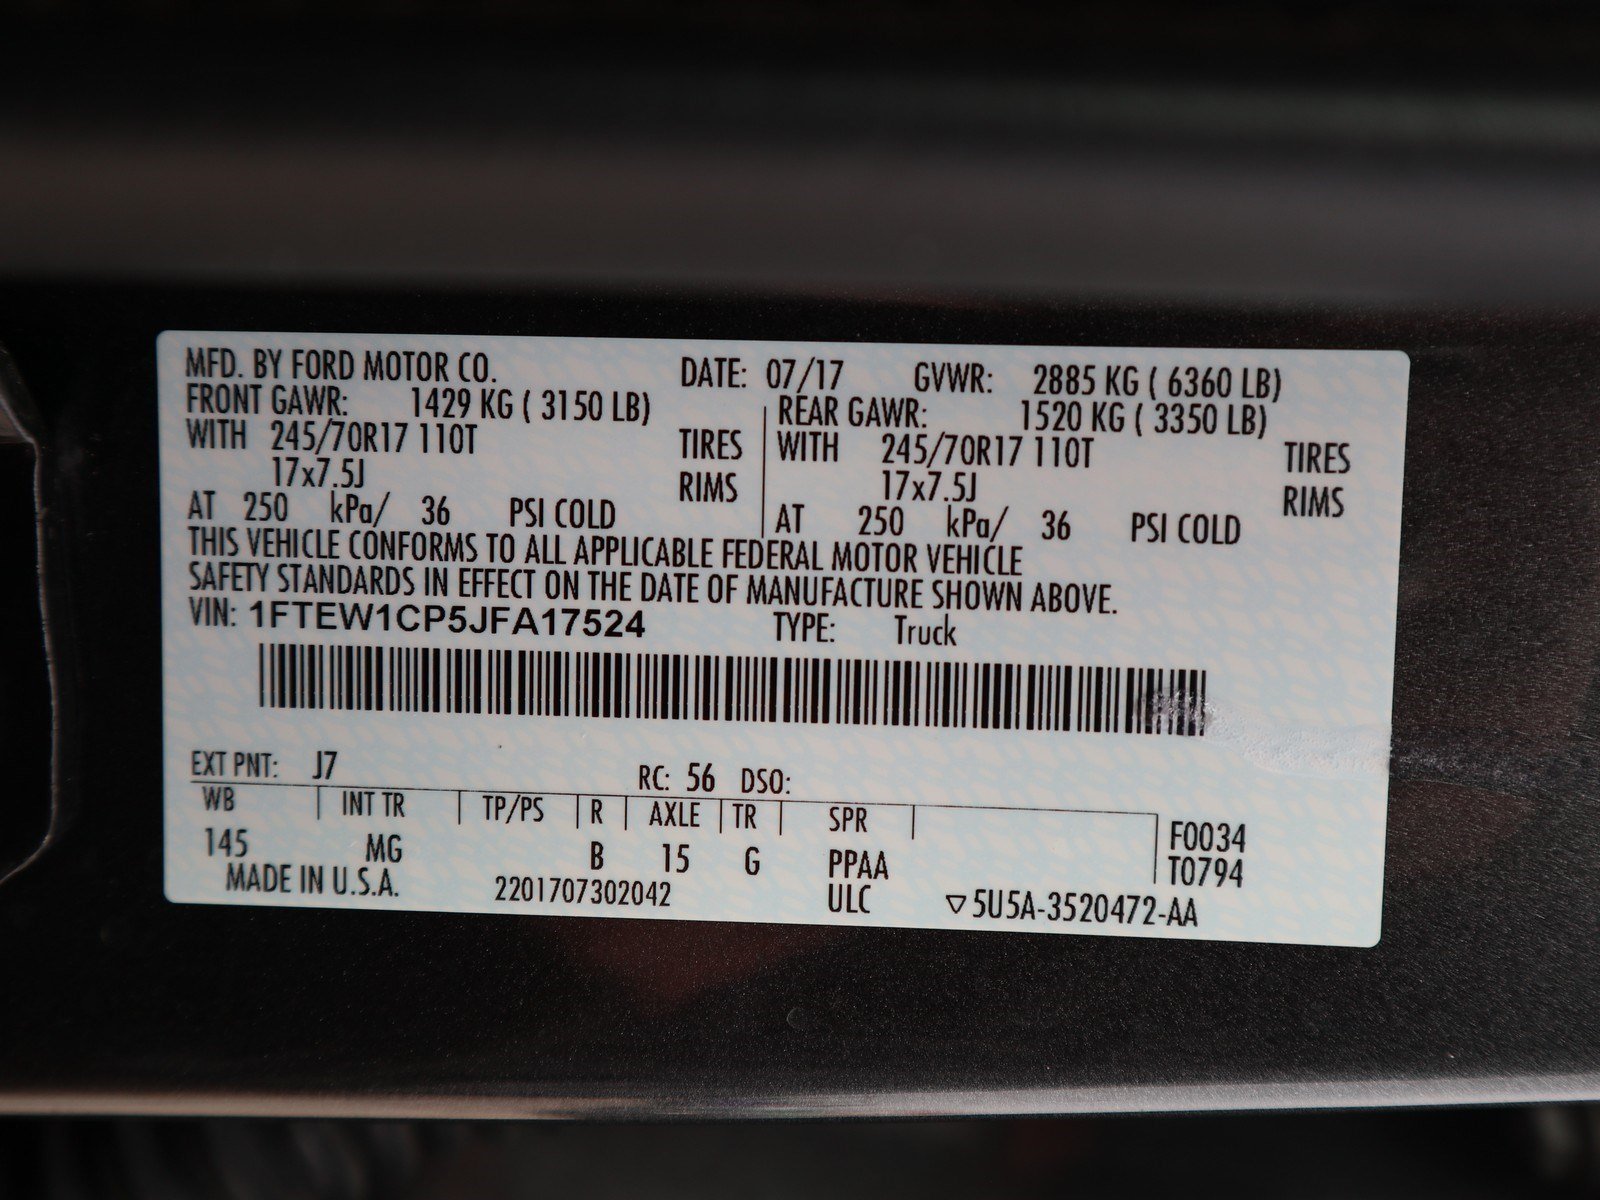 MFD. BY FORD MOTOR CO. DATE: 07/17 GVWR: 2885 KG ( 6360 LB)
FRONT GAWR: 1429 KG ( 3150 LB) REAR GAWR: 1520 KG ( 3350 LB)
WITH 245/70R17 110T TIRES WITH 245/70R17 110T TIRES
17x7.5J RIMS 17x7.5J RIMS
AT 250 kPa/ 36 PSI COLD AT 250 kPa/ 36 PSI COLD
THIS VEHICLE CONFORMS TO ALL APPLICABLE FEDERAL MOTOR VEHICLE
SAFETY STANDARDS IN EFFECT ON THE DATE OF MANUFACTURE SHOWN ABOVE.
VIN: 1FTEW1CP5JFA17524 TYPE: Truck
EXT PNT: J7 RC: 56 DSO:
WB INT TR TP/PS R AXLE TR SPR F0034
145 MG B 15 G PPAA T0794
MADE IN U.S.A. 2201707302042 ULC ▽5U5A-3520472-AA